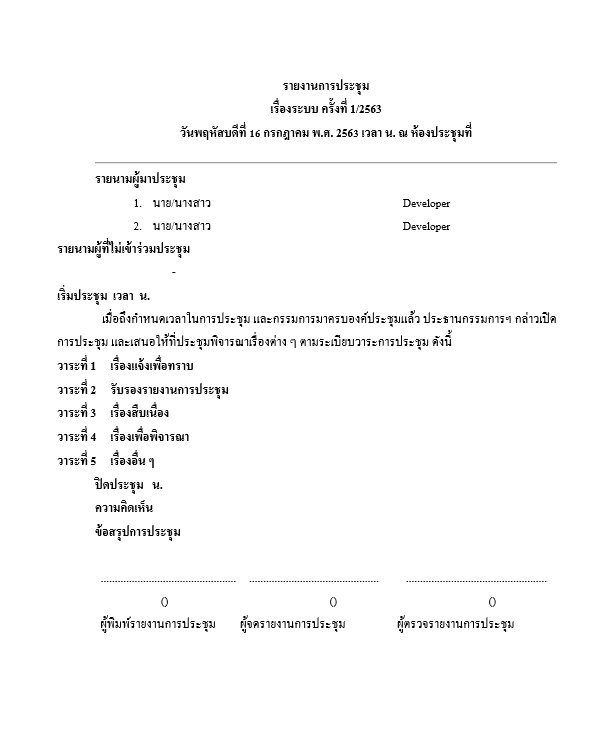 รายงานการประชุม
เรื่องระบบ ครั้งที่ 1/2563
วันพฤหัสบดีที่ 16 กรกฎาคม พ.ศ. 2563 เวลา น. ณ ห้องประชุมที่
รายนามผู้มาประชุม
1. นาย/นางสาว Developer
2. นาย/นางสาว Developer
รายนามผู้ที่ไม่เข้าร่วมประชุม
-
เริ่มประชุม เวลา น.
เมื่อถึงกำหนดเวลาในการประชุม และกรรมการมาครบองค์ประชุมแล้ว ประธานกรรมการฯ กล่าวเปิด
การประชุม และเสนอให้ที่ประชุมพิจารณาเรื่องต่าง ๆ ตามระเบียบวาระการประชุม ดังนี้
วาระที่ 1 เรื่องแจ้งเพื่อทราบ
วาระที่ 2 รับรองรายงานการประชุม
วาระที่ 3 เรื่องสืบเนื่อง
วาระที่ 4 เรื่องเพื่อพิจารณา
วาระที่ 5 เรื่องอื่น ๆ
ปิดประชุม น.
ความคิดเห็น
ข้อสรุปการประชุม
................................................ .............................................. ..................................................
() () ()
ผู้พิมพ์รายงานการประชุม ผู้จดรายงานการประชุม ผู้ตรวจรายงานการประชุม